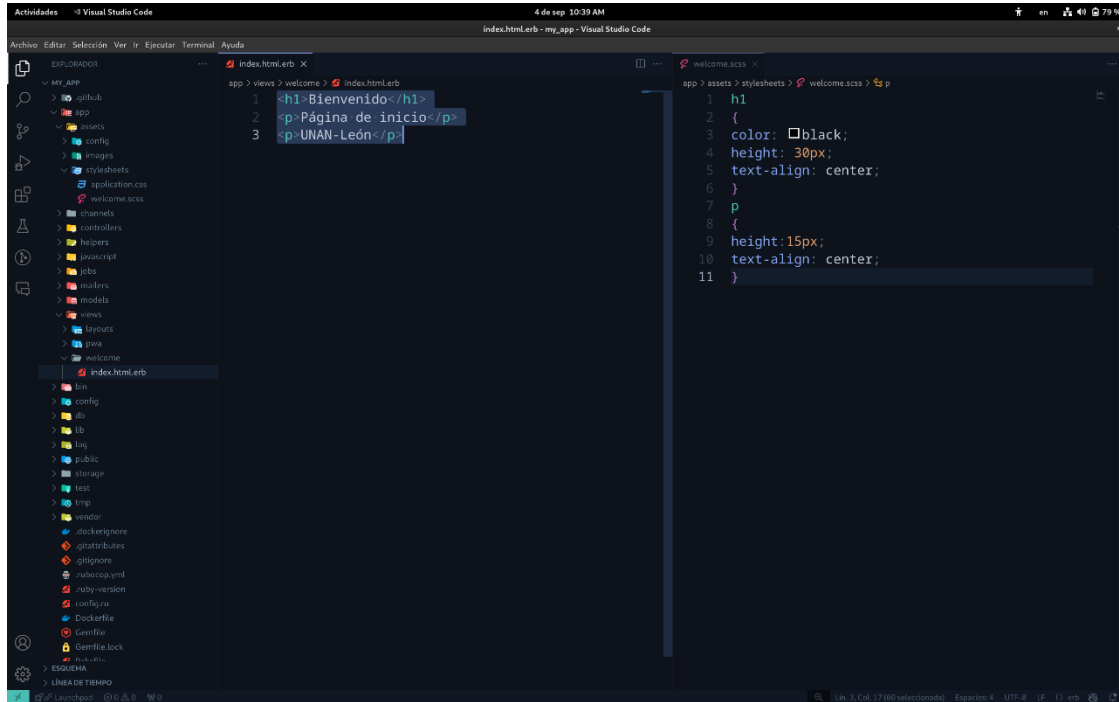 Actividades Visual Studio Code 4 de sep 10:39 AM en 79 %
index.html.erb - my_app - Visual Studio Code
Archivo Editar Selección Ver Ir Ejecutar Terminal Ayuda
EXPLORADOR ...
MY_APP
> .github
app
assets
> config
> images
stylesheets
application.css
welcome.scss
> channels
> controllers
> helpers
> javascript
> jobs
> mailers
> models
views
> layouts
> pwa
welcome
index.html.erb
> bin
> config
> db
> lib
> log
> public
> storage
> test
> tmp
> vendor
.dockerignore
.gitattributes
.gitignore
.rubocop.yml
.ruby-version
config.ru
Dockerfile
Gemfile
Gemfile.lock
> ESQUEMA
> LÍNEA DE TIEMPO
index.html.erb ×
app > views > welcome > index.html.erb
1 <h1>Bienvenido</h1>
2 <p>Página·de·inicio</p>
3 <p>UNAN-León</p>
welcome.scss ×
app > assets > stylesheets > welcome.scss > p
1 h1
2 {
3 color: black;
4 height: 30px;
5 text-align: center;
6 }
7 p
8 {
9 height:15px;
10 text-align: center;
11 }
Launchpad 0 0 0 Lín. 3, Col. 17 (60 seleccionada) Espacios: 4 UTF-8 LF {} erb